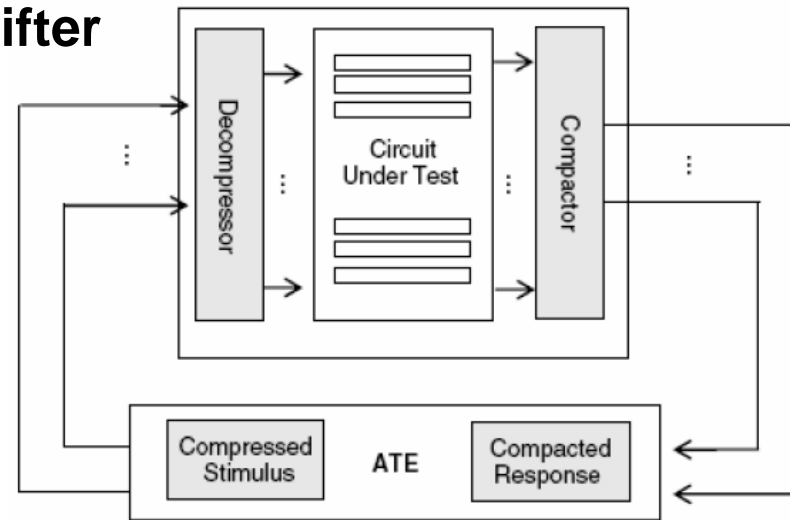 ifter
Decompressor
Circuit
Under Test
Compactor
Compressed
Stimulus
ATE
Compacted
Response